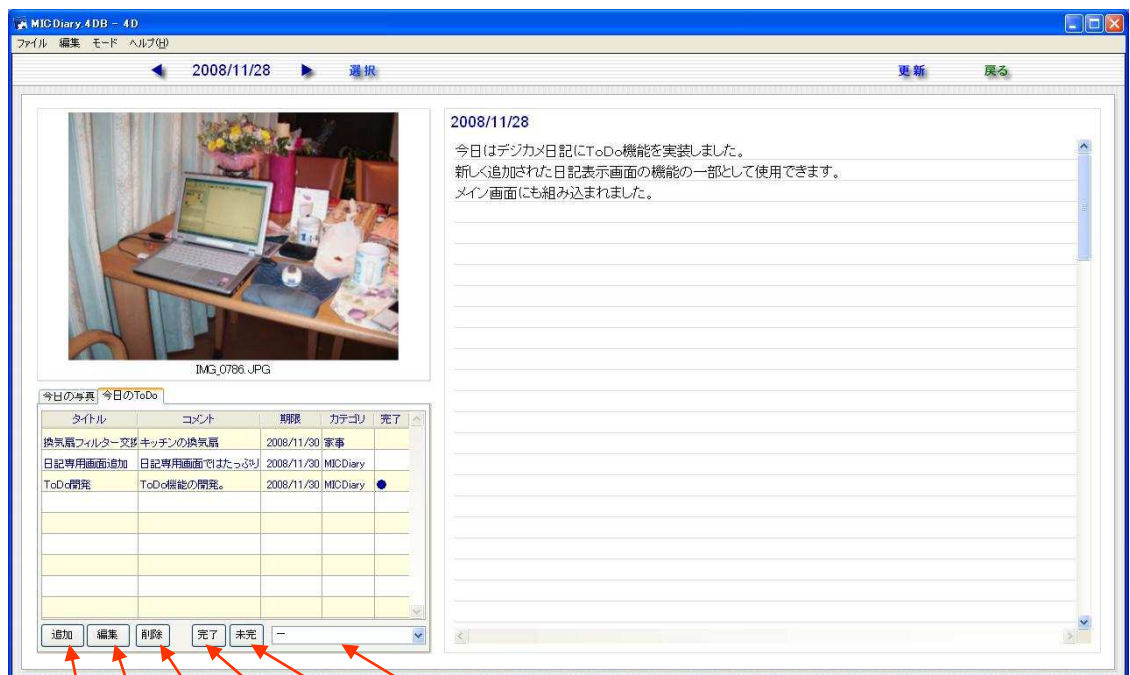 MICDiary.4DB - 4D
ファイル 編集 モード ヘルプ(H)
2008/11/28 選択 更新 戻る
2008/11/28
今日はデジカメ日記にToDo機能を実装しました。
新しく追加された日記表示画面の機能の一部として使用できます。
メイン画面にも組み込まれました。
IMG_0786.JPG
今日の写真 今日のToDo
タイトル コメント 期限 カテゴリ 完了
換気扇フィルター交換 キッチンの換気扇 2008/11/30 家事
日記専用画面追加 日記専用画面ではたっぷり 2008/11/30 MICDiary
ToDo開発 ToDo機能の開発。 2008/11/30 MICDiary ●
追加 編集 削除 完了 未完 −